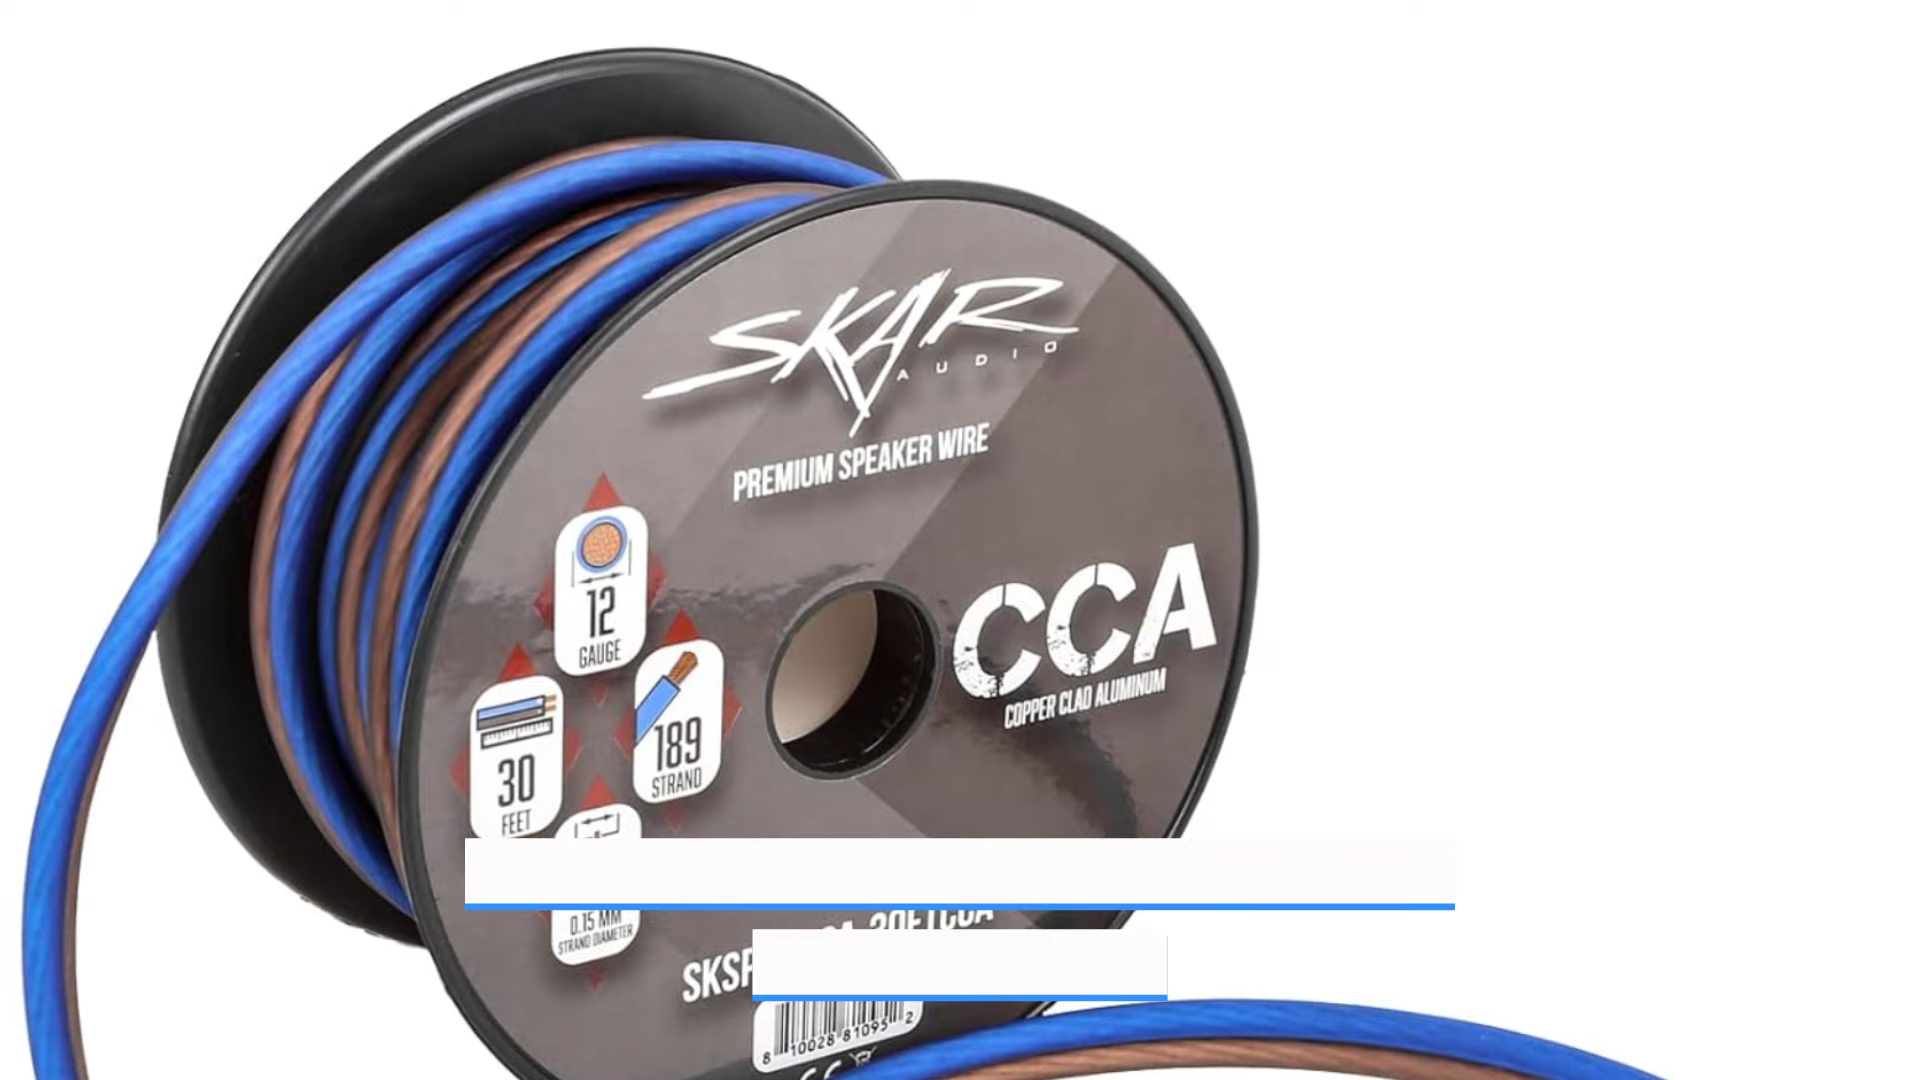 SKAR
AUDIO
PREMIUM SPEAKER WIRE
12
GAUGE
CCA
COPPER CLAD ALUMINUM
189
STRAND
30
FEET
0.15 MM
STRAND DIAMETER
8 10028 81095 2